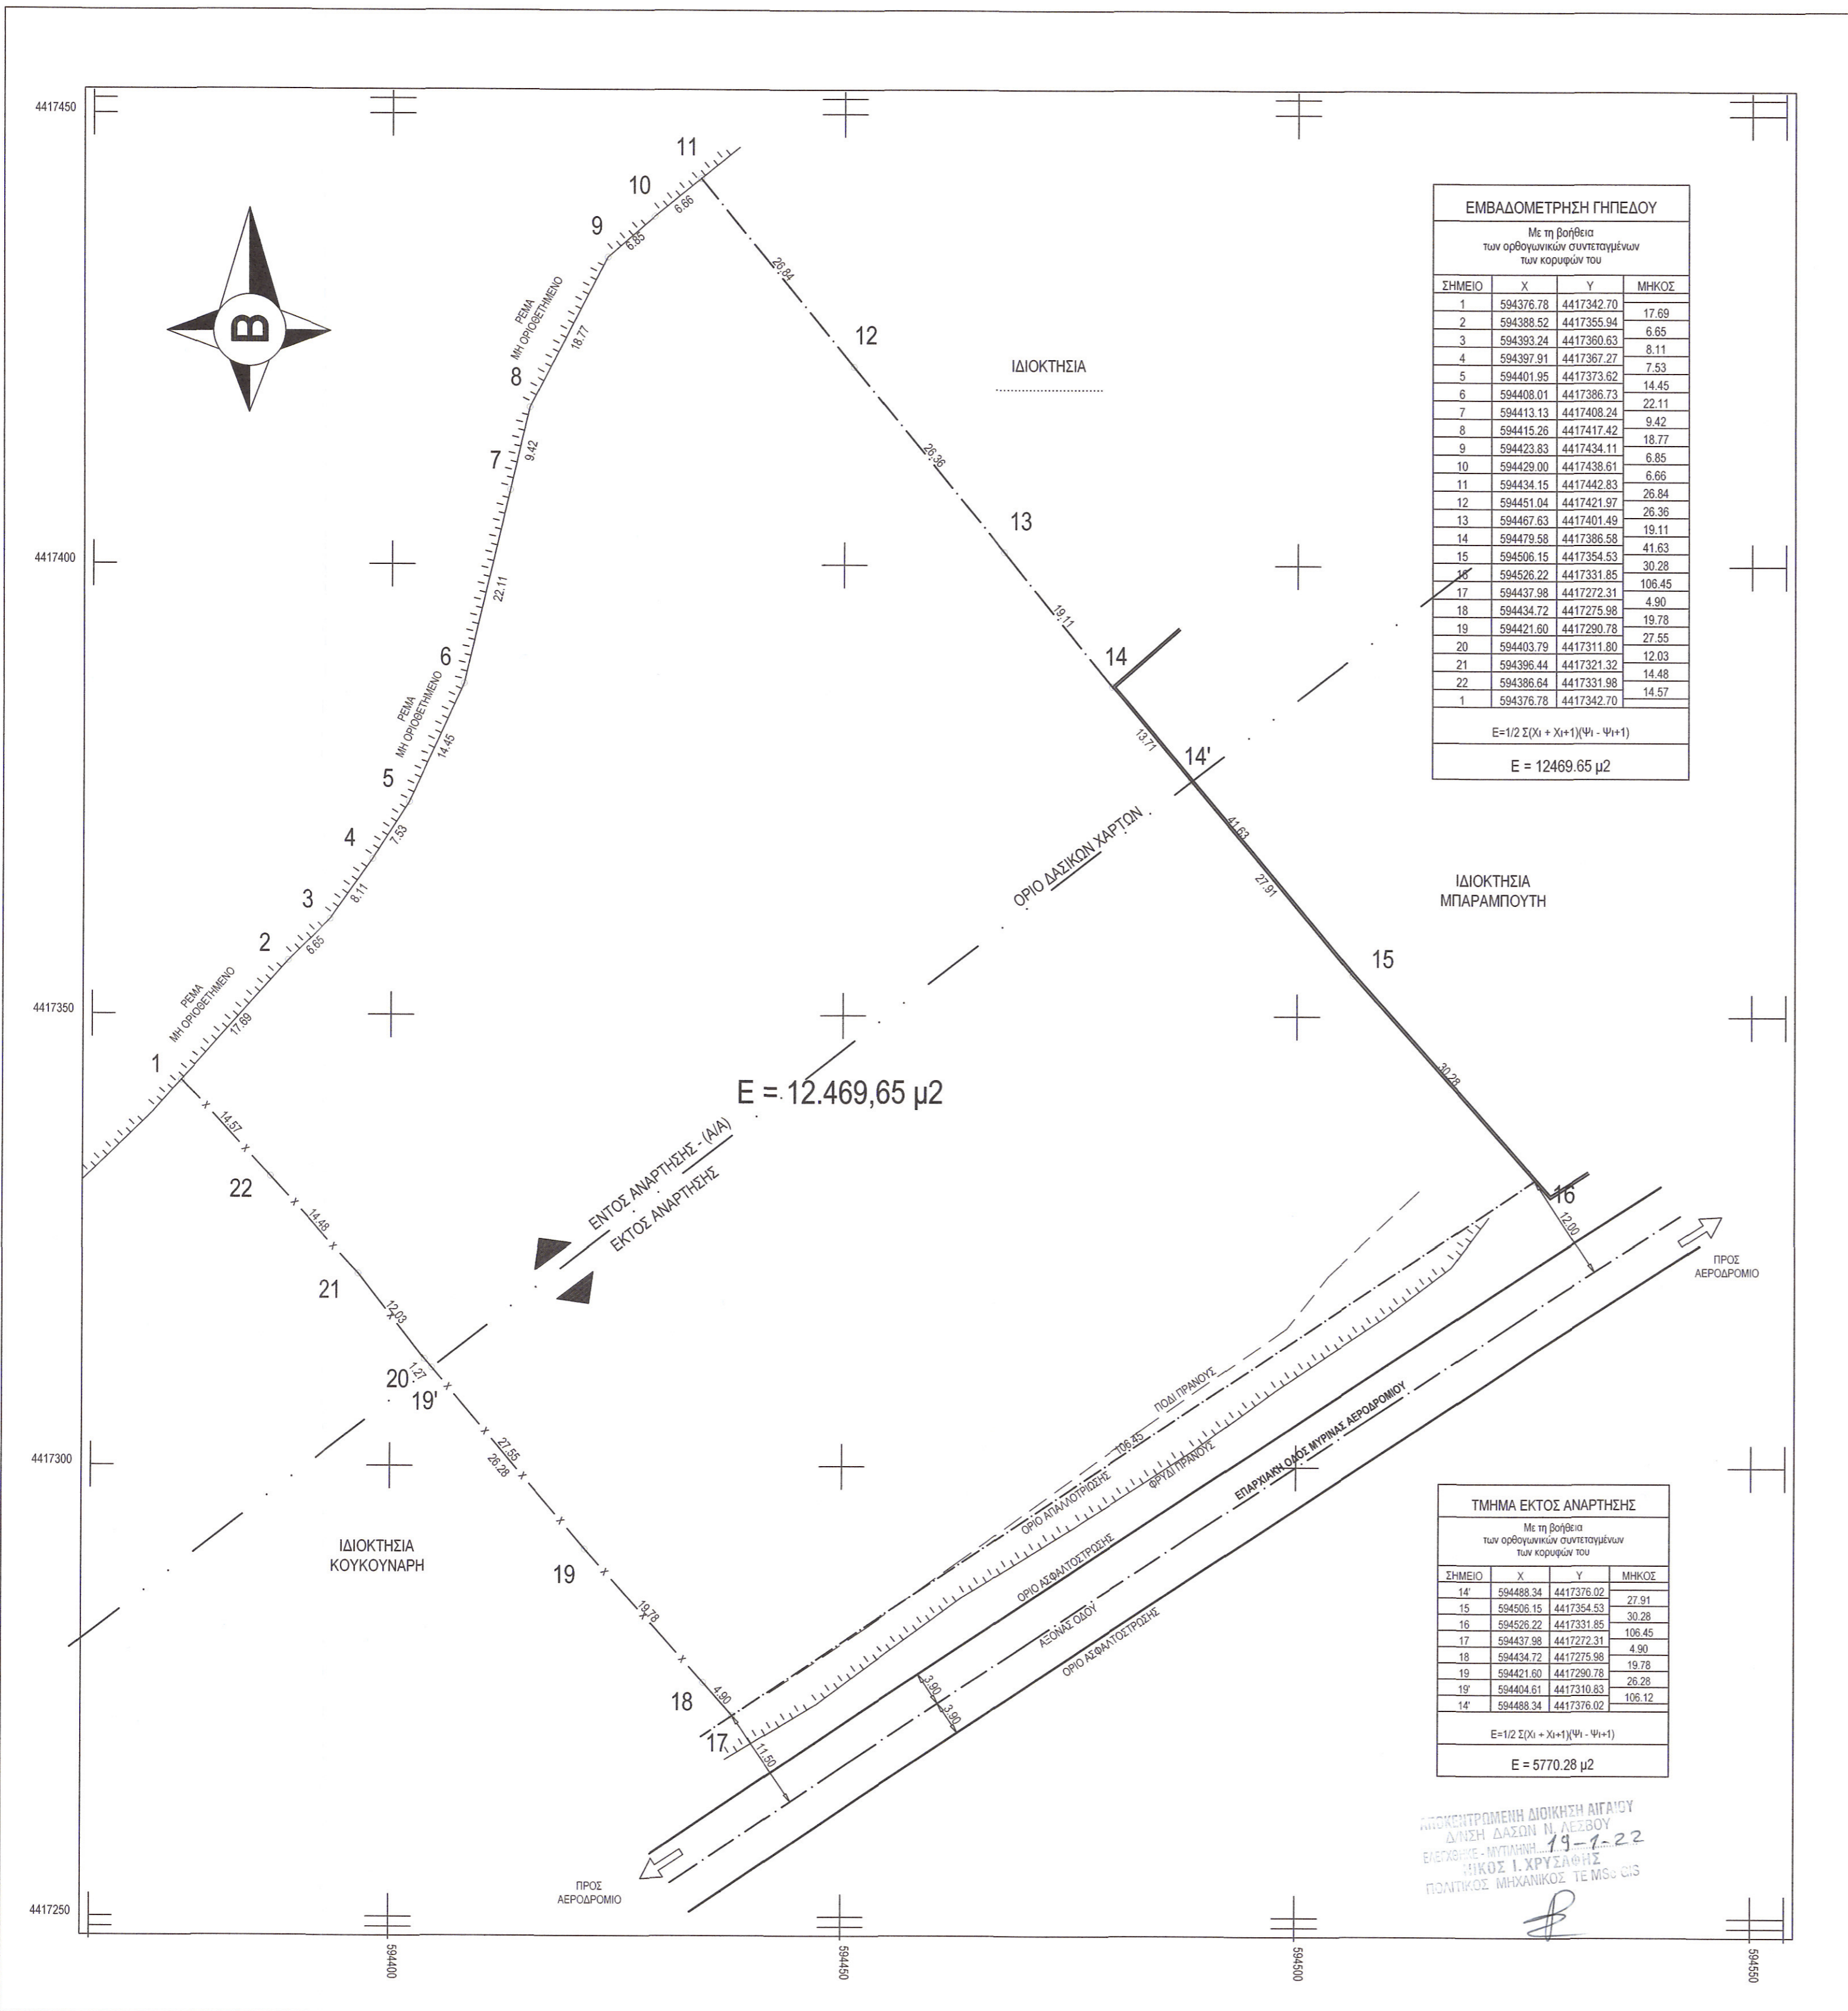 4417450
4417400
4417350
4417300
4417250
594400
594450
594500
594550
Β
11
10
9
8
7
6
5
4
3
2
1
6.66
6.85
18.77
9.42
22.11
14.45
7.53
8.11
6.65
17.69
ΡΕΜΑ
ΜΗ ΟΡΙΟΘΕΤΗΜΕΝΟ
ΡΕΜΑ
ΜΗ ΟΡΙΟΘΕΤΗΜΕΝΟ
ΡΕΜΑ
ΜΗ ΟΡΙΟΘΕΤΗΜΕΝΟ
26.84
12
26.36
13
19.11
14
13.71
14'
41.63
27.91
15
30.28
16
12.00
ΙΔΙΟΚΤΗΣΙΑ
....................
ΙΔΙΟΚΤΗΣΙΑ
ΜΠΑΡΑΜΠΟΥΤΗ
ΟΡΙΟ ΔΑΣΙΚΩΝ ΧΑΡΤΩΝ
Ε = 12.469,65 μ2
ΕΝΤΟΣ ΑΝΑΡΤΗΣΗΣ - (Α/Α)
ΕΚΤΟΣ ΑΝΑΡΤΗΣΗΣ
14.57
22
14.48
21
12.03
20
1.27
19'
27.55
26.28
19
19.78
18
4.90
17
11.50
ΙΔΙΟΚΤΗΣΙΑ
ΚΟΥΚΟΥΝΑΡΗ
ΠΟΔΙ ΠΡΑΝΟΥΣ
106.45
ΟΡΙΟ ΑΠΑΛΛΟΤΡΙΩΣΗΣ
ΦΡΥΔΙ ΠΡΑΝΟΥΣ
ΕΠΑΡΧΙΑΚΗ ΟΔΟΣ ΜΥΡΙΝΑΣ ΑΕΡΟΔΡΟΜΙΟΥ
ΟΡΙΟ ΑΣΦΑΛΤΟΣΤΡΩΣΗΣ
ΑΞΟΝΑΣ ΟΔΟΥ
ΟΡΙΟ ΑΣΦΑΛΤΟΣΤΡΩΣΗΣ
3.90
3.90
ΠΡΟΣ
ΑΕΡΟΔΡΟΜΙΟ
ΠΡΟΣ
ΑΕΡΟΔΡΟΜΙΟ
ΕΜΒΑΔΟΜΕΤΡΗΣΗ ΓΗΠΕΔΟΥ
Με τη βοήθεια
των ορθογωνικών συντεταγμένων
των κορυφών του
ΣΗΜΕΙΟ Χ Υ ΜΗΚΟΣ
1 594376.78 4417342.70
17.69
2 594388.52 4417355.94
6.65
3 594393.24 4417360.63
8.11
4 594397.91 4417367.27
7.53
5 594401.95 4417373.62
14.45
6 594408.01 4417386.73
22.11
7 594413.13 4417408.24
9.42
8 594415.26 4417417.42
18.77
9 594423.83 4417434.11
6.85
10 594429.00 4417438.61
6.66
11 594434.15 4417442.83
26.84
12 594451.04 4417421.97
26.36
13 594467.63 4417401.49
19.11
14 594479.58 4417386.58
41.63
15 594506.15 4417354.53
30.28
16 594526.22 4417331.85
106.45
17 594437.98 4417272.31
4.90
18 594434.72 4417275.98
19.78
19 594421.60 4417290.78
27.55
20 594403.79 4417311.80
12.03
21 594396.44 4417321.32
14.48
22 594386.64 4417331.98
14.57
1 594376.78 4417342.70
Ε=1/2 Σ(Χι + Χι+1)(Ψι - Ψι+1)
Ε = 12469.65 μ2
ΤΜΗΜΑ ΕΚΤΟΣ ΑΝΑΡΤΗΣΗΣ
Με τη βοήθεια
των ορθογωνικών συντεταγμένων
των κορυφών του
ΣΗΜΕΙΟ Χ Υ ΜΗΚΟΣ
14' 594488.34 4417376.02
27.91
15 594506.15 4417354.53
30.28
16 594526.22 4417331.85
106.45
17 594437.98 4417272.31
4.90
18 594434.72 4417275.98
19.78
19 594421.60 4417290.78
26.28
19' 594404.61 4417310.83
106.12
14' 594488.34 4417376.02
Ε=1/2 Σ(Χι + Χι+1)(Ψι - Ψι+1)
Ε = 5770.28 μ2
ΑΠΟΚΕΝΤΡΩΜΕΝΗ ΔΙΟΙΚΗΣΗ ΑΙΓΑΙΟΥ
Δ/ΝΣΗ ΔΑΣΩΝ Ν. ΛΕΣΒΟΥ
ΕΛΕΓΧΘΗΚΕ - ΜΥΤΙΛΗΝΗ 19-1-22
ΝΙΚΟΣ Ι. ΧΡΥΣΑΦΗΣ
ΠΟΛΙΤΙΚΟΣ ΜΗΧΑΝΙΚΟΣ ΤΕ MSc GIS